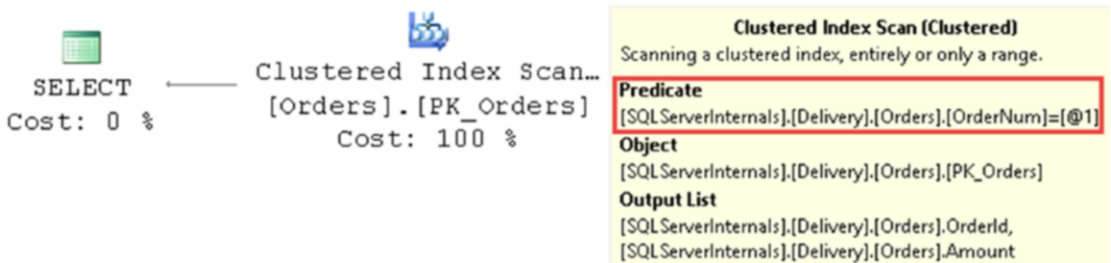 SELECT
Cost: 0 %
Clustered Index Scan…
[Orders].[PK_Orders]
Cost: 100 %
Clustered Index Scan (Clustered)
Scanning a clustered index, entirely or only a range.
Predicate
[SQLServerInternals].[Delivery].[Orders].[OrderNum]=[@1]
Object
[SQLServerInternals].[Delivery].[Orders].[PK_Orders]
Output List
[SQLServerInternals].[Delivery].[Orders].OrderId,
[SQLServerInternals].[Delivery].[Orders].Amount